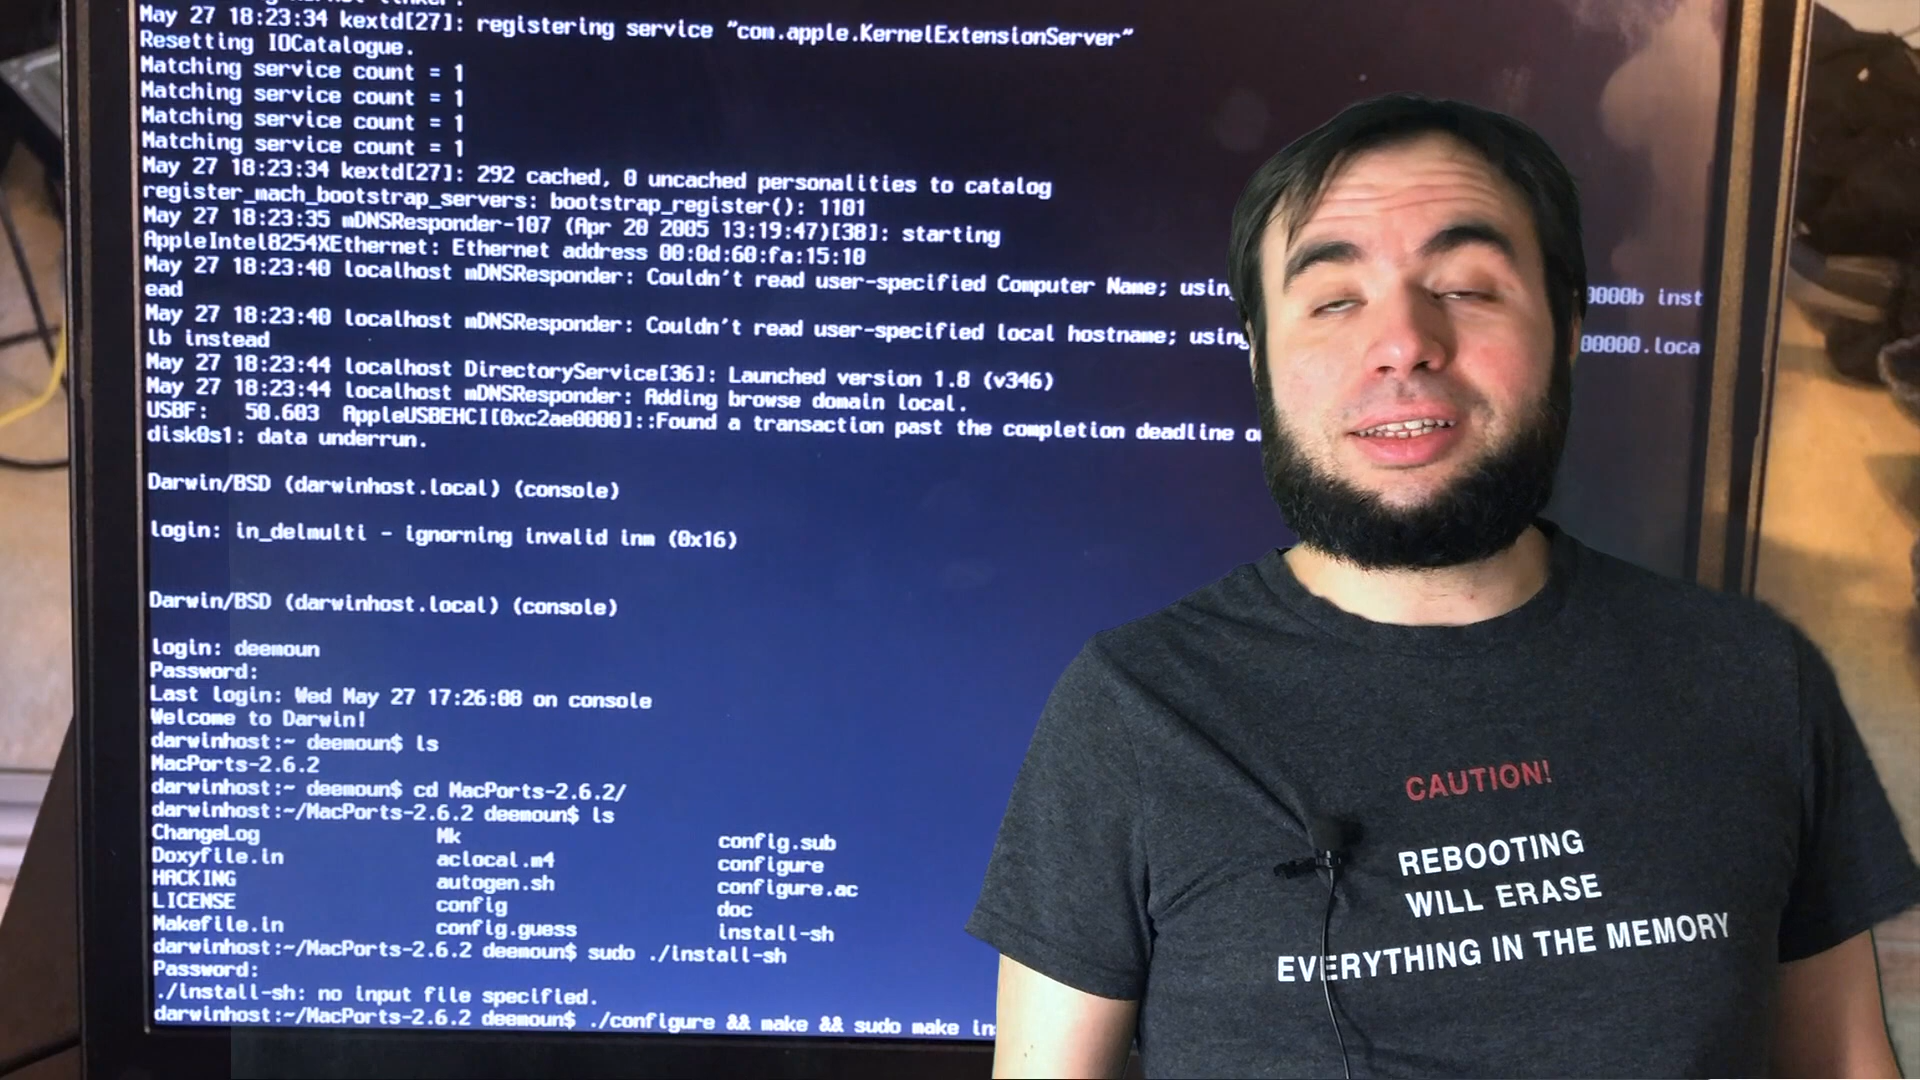 May 27 18:23:34 kextd[27]: registering service "com.apple.KernelExtensionServer"
Resetting IOCatalogue.
Matching service count = 1
Matching service count = 1
Matching service count = 1
Matching service count = 1
May 27 18:23:34 kextd[27]: 292 cached, 0 uncached personalities to catalog
register_mach_bootstrap_servers: bootstrap_register(): 1101
May 27 18:23:35 mDNSResponder-107 (Apr 20 2005 13:19:47)[38]: starting
AppleIntel8254XEthernet: Ethernet address 00:0d:60:fa:15:10
May 27 18:23:40 localhost mDNSResponder: Couldn't read user-specified Computer Name; using 0000b inst
ead
May 27 18:23:40 localhost mDNSResponder: Couldn't read user-specified local hostname; using 00000.loca
lb instead
May 27 18:23:44 localhost DirectoryService[36]: Launched version 1.8 (v346)
May 27 18:23:44 localhost mDNSResponder: Adding browse domain local.
USBF: 50.603 AppleUSBEHCI[0xc2ae0000]::Found a transaction past the completion deadline
disk0s1: data underrun.
Darwin/BSD (darwinhost.local) (console)
login: in_delmulti - ignorning invalid inm (0x16)
Darwin/BSD (darwinhost.local) (console)
login: deemoun
Password:
Last login: Wed May 27 17:26:08 on console
Welcome to Darwin!
darwinhost:~ deemoun$ ls
MacPorts-2.6.2
darwinhost:~ deemoun$ cd MacPorts-2.6.2/
darwinhost:~/MacPorts-2.6.2 deemoun$ ls
ChangeLog Mk config.sub
Doxyfile.in aclocal.m4 configure
HACKING autogen.sh configure.ac
LICENSE config doc
Makefile.in config.guess install-sh
darwinhost:~/MacPorts-2.6.2 deemoun$ sudo ./install-sh
Password:
./install-sh: no input file specified.
darwinhost:~/MacPorts-2.6.2 deemoun$ ./configure && make && sudo make in
CAUTION!
REBOOTING
WILL ERASE
EVERYTHING IN THE MEMORY